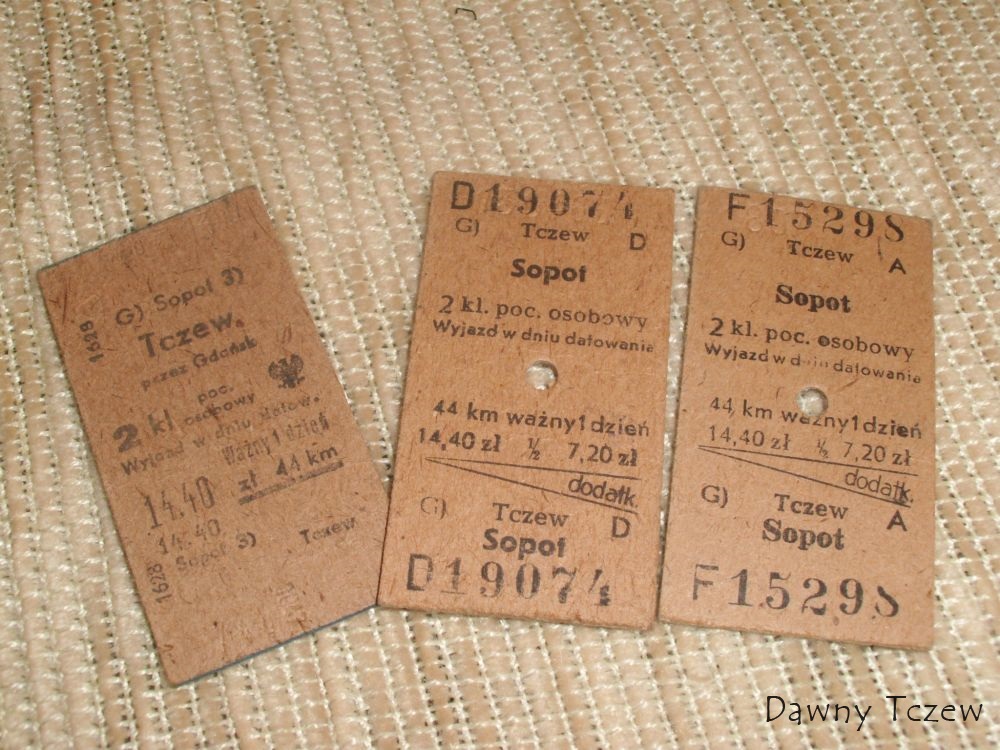 G) Sopot 3)
Tczew.
przez Gdańsk
poc.
2 kl. osobowy
Wyjazd w dniu datow.
Ważny 1 dzień
14.40 zł 44 km
14.40
Sopot 3) Tczew
1628
1628
D19074
G) Tczew D
Sopot
2 kl. poc. osobowy
Wyjazd w dniu datowania
44 km ważny 1 dzień
14,40 zł ½ 7,20 zł
dodatk.
G) Tczew D
Sopot
D19074
F15298
G) Tczew A
Sopot
2 kl. poc. osobowy
Wyjazd w dniu datowania
44 km ważny 1 dzień
14,40 zł ½ 7,20 zł
dodatk.
G) Tczew A
Sopot
F15298
Dawny Tczew